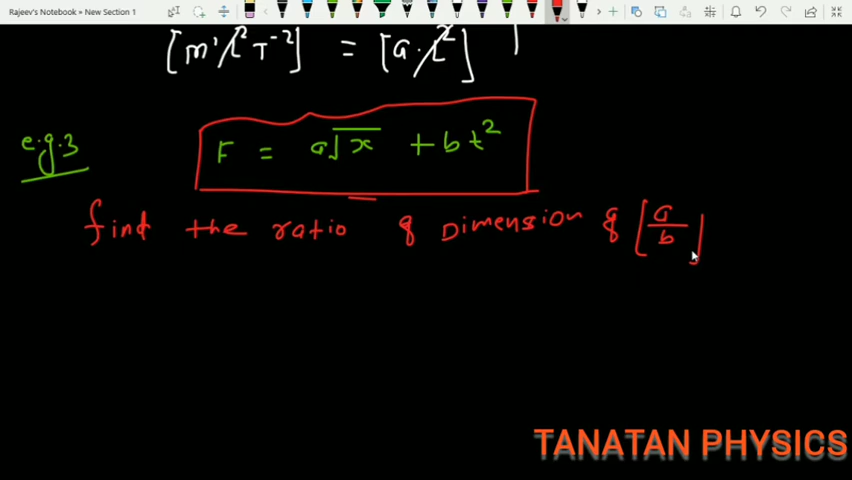 Rajeev's Notebook » New Section 1
[M¹L²T⁻²] = [a·L²]
e.g.3 F = a√x + bt²
find the ratio of Dimension of [a/b]
TANATAN PHYSICS